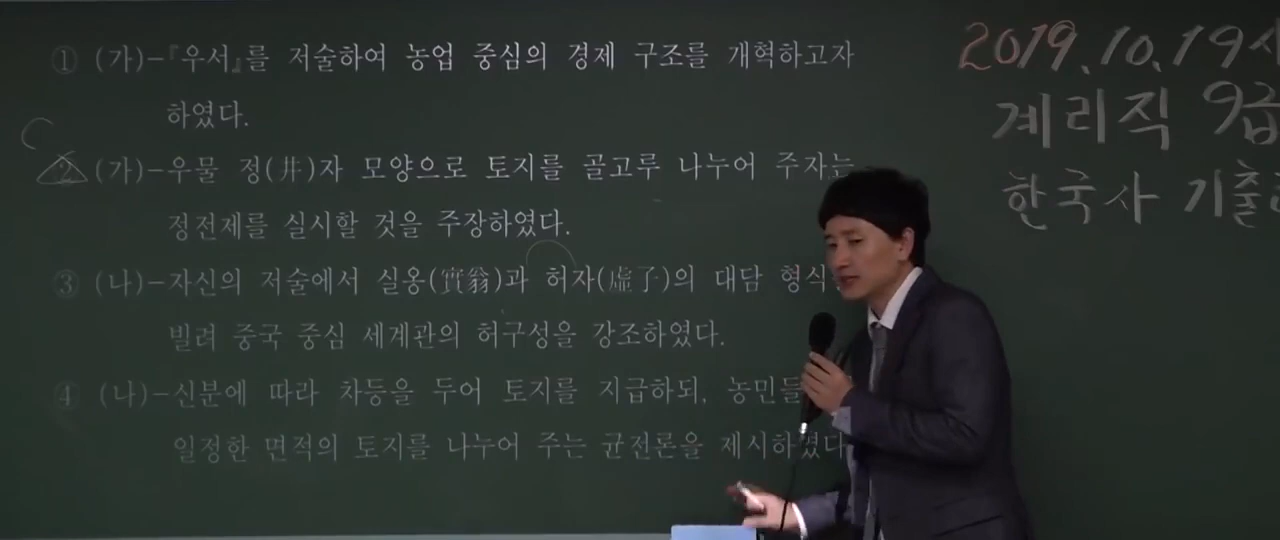 ① (가)-『우서』를 저술하여 농업 중심의 경제 구조를 개혁하고자
하였다.
② (가)-우물 정(井)자 모양으로 토지를 골고루 나누어 주자는
정전제를 실시할 것을 주장하였다.
③ (나)-자신의 저술에서 실옹(實翁)과 허자(虛子)의 대담 형식
빌려 중국 중심 세계관의 허구성을 강조하였다.
④ (나)-신분에 따라 차등을 두어 토지를 지급하되, 농민들
일정한 면적의 토지를 나누어 주는 균전론을 제시하였다
2019.10.19
계리직 9급
한국사 기출